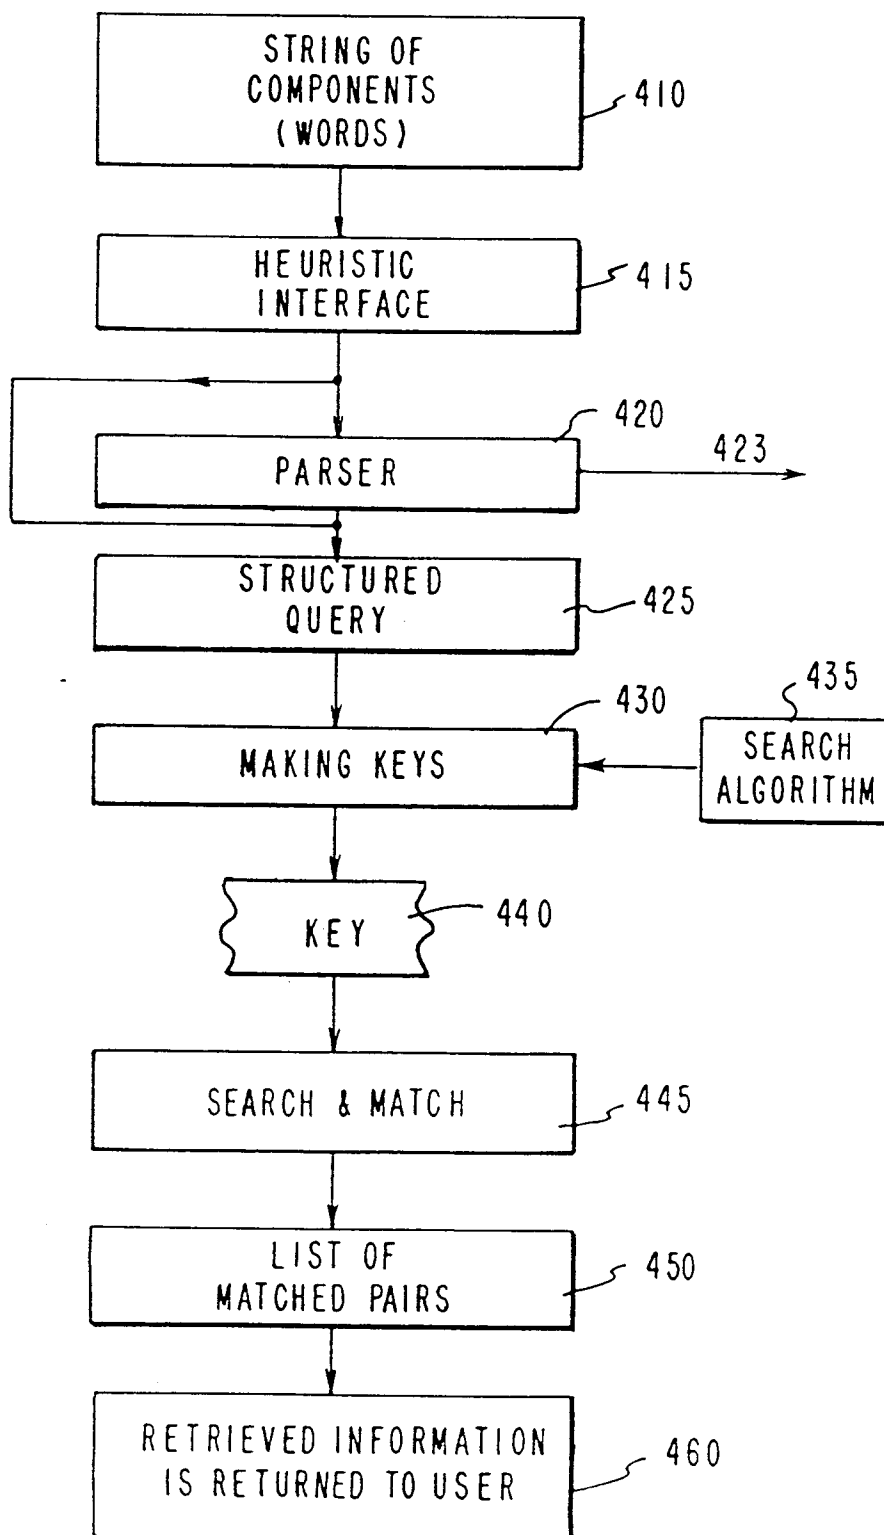 STRING OF
COMPONENTS
(WORDS)
410
HEURISTIC
INTERFACE
415
420
PARSER
423
STRUCTURED
QUERY
425
430
435
MAKING KEYS
SEARCH
ALGORITHM
KEY
440
SEARCH & MATCH
445
LIST OF
MATCHED PAIRS
450
RETRIEVED INFORMATION
IS RETURNED TO USER
460